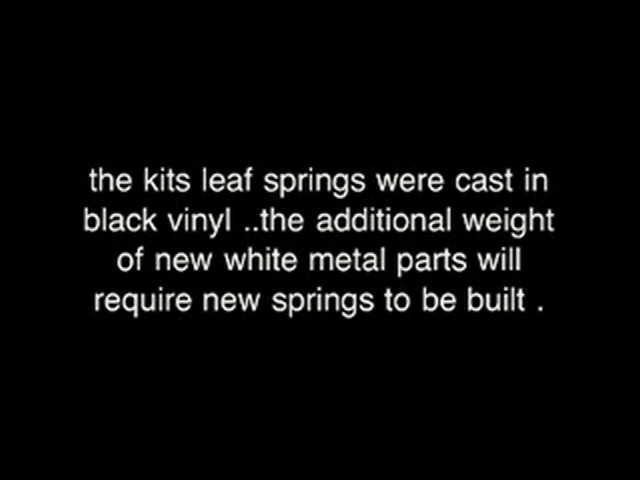 the kits leaf springs were cast in
black vinyl ..the additional weight
of new white metal parts will
require new springs to be built .